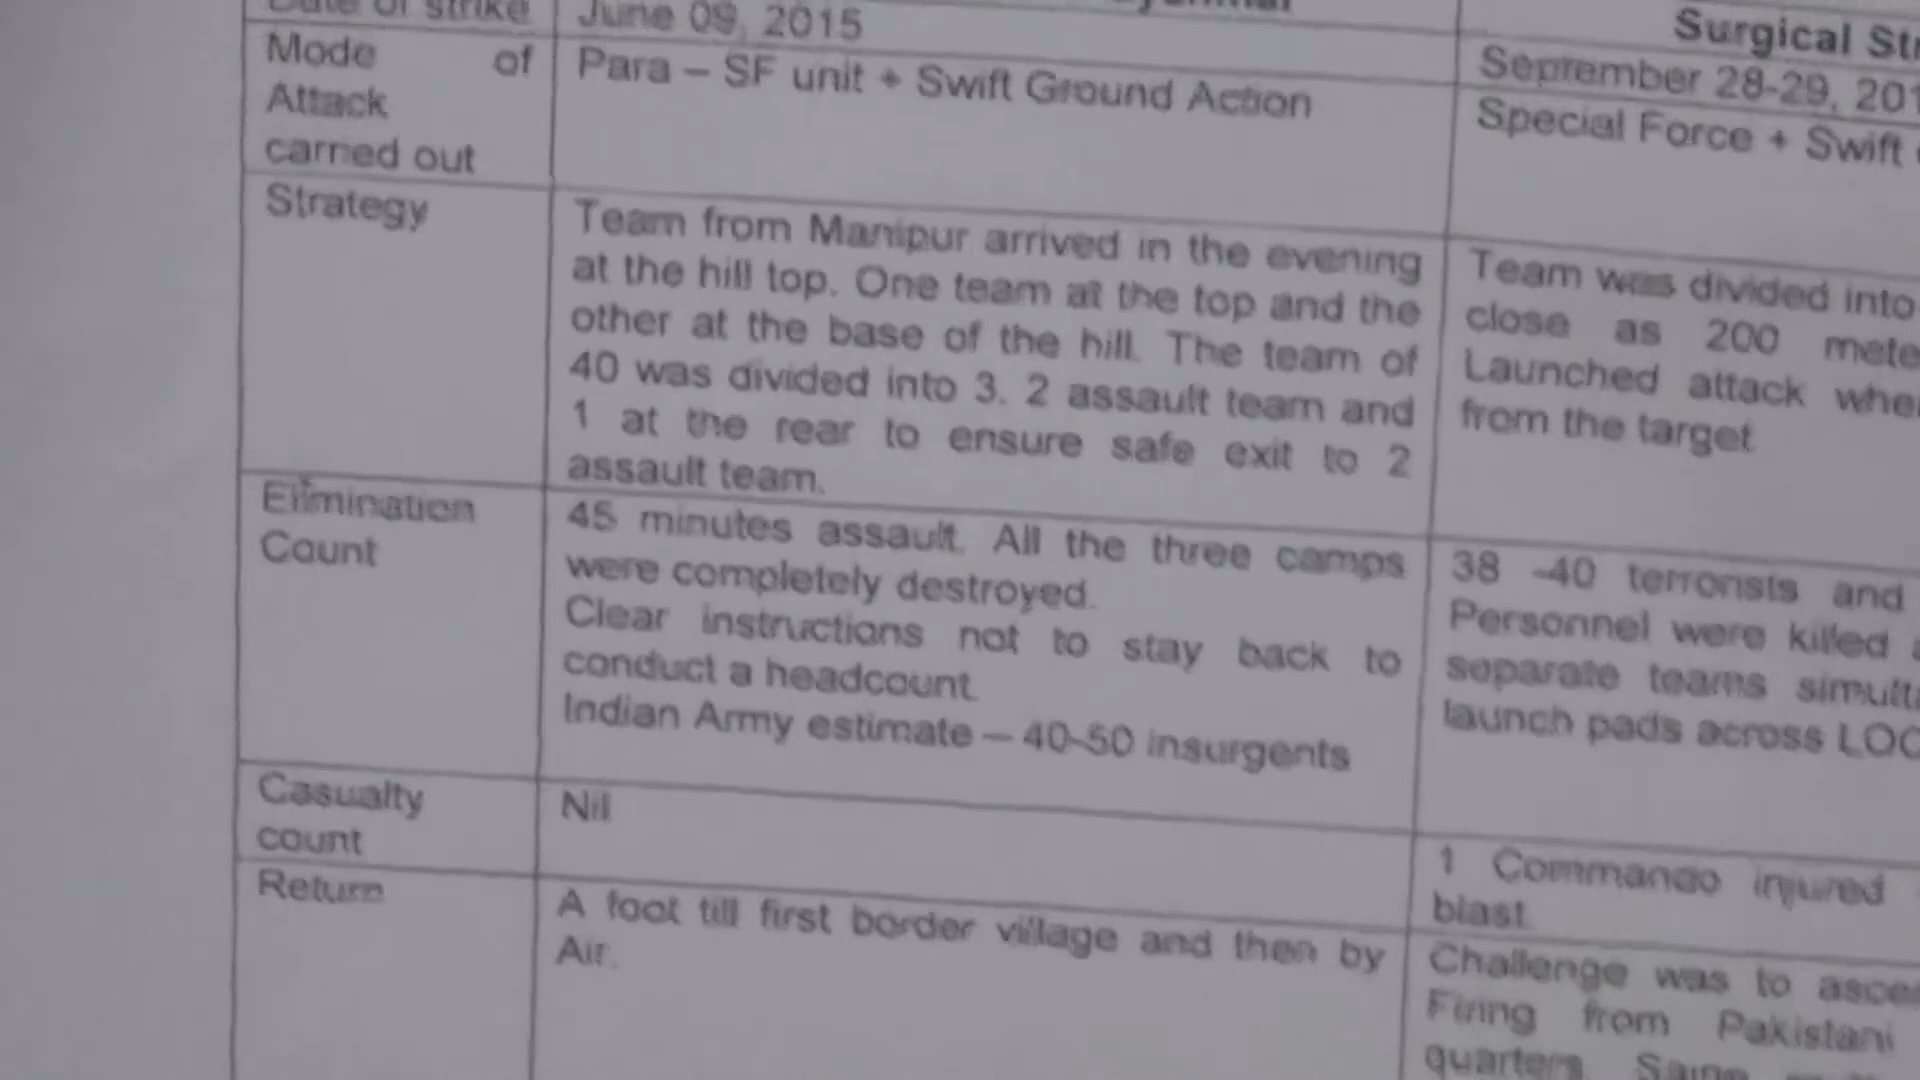 Date of strike
June 09, 2015
Mode of
Attack
carried out
Para – SF unit + Swift Ground Action
Strategy
Team from Manipur arrived in the evening
at the hill top. One team at the top and the
other at the base of the hill. The team of
40 was divided into 3. 2 assault team and
1 at the rear to ensure safe exit to 2
assault team.
Elimination
Count
45 minutes assault. All the three camps
were completely destroyed.
Clear instructions not to stay back to
conduct a headcount.
Indian Army estimate – 40-50 insurgents
Casualty
count
Nil
Return
A foot till first border village and then by
Air.
Surgical
September 28-29,
Special Force + Swift
Team was divided into
close as 200
Launched attack
from the target
38 -40 terrorists and
Personnel were killed
separate teams
launch pads across LOC
1 Commando injured
blast.
Challenge was to
Firing from Pakistani
quarters.